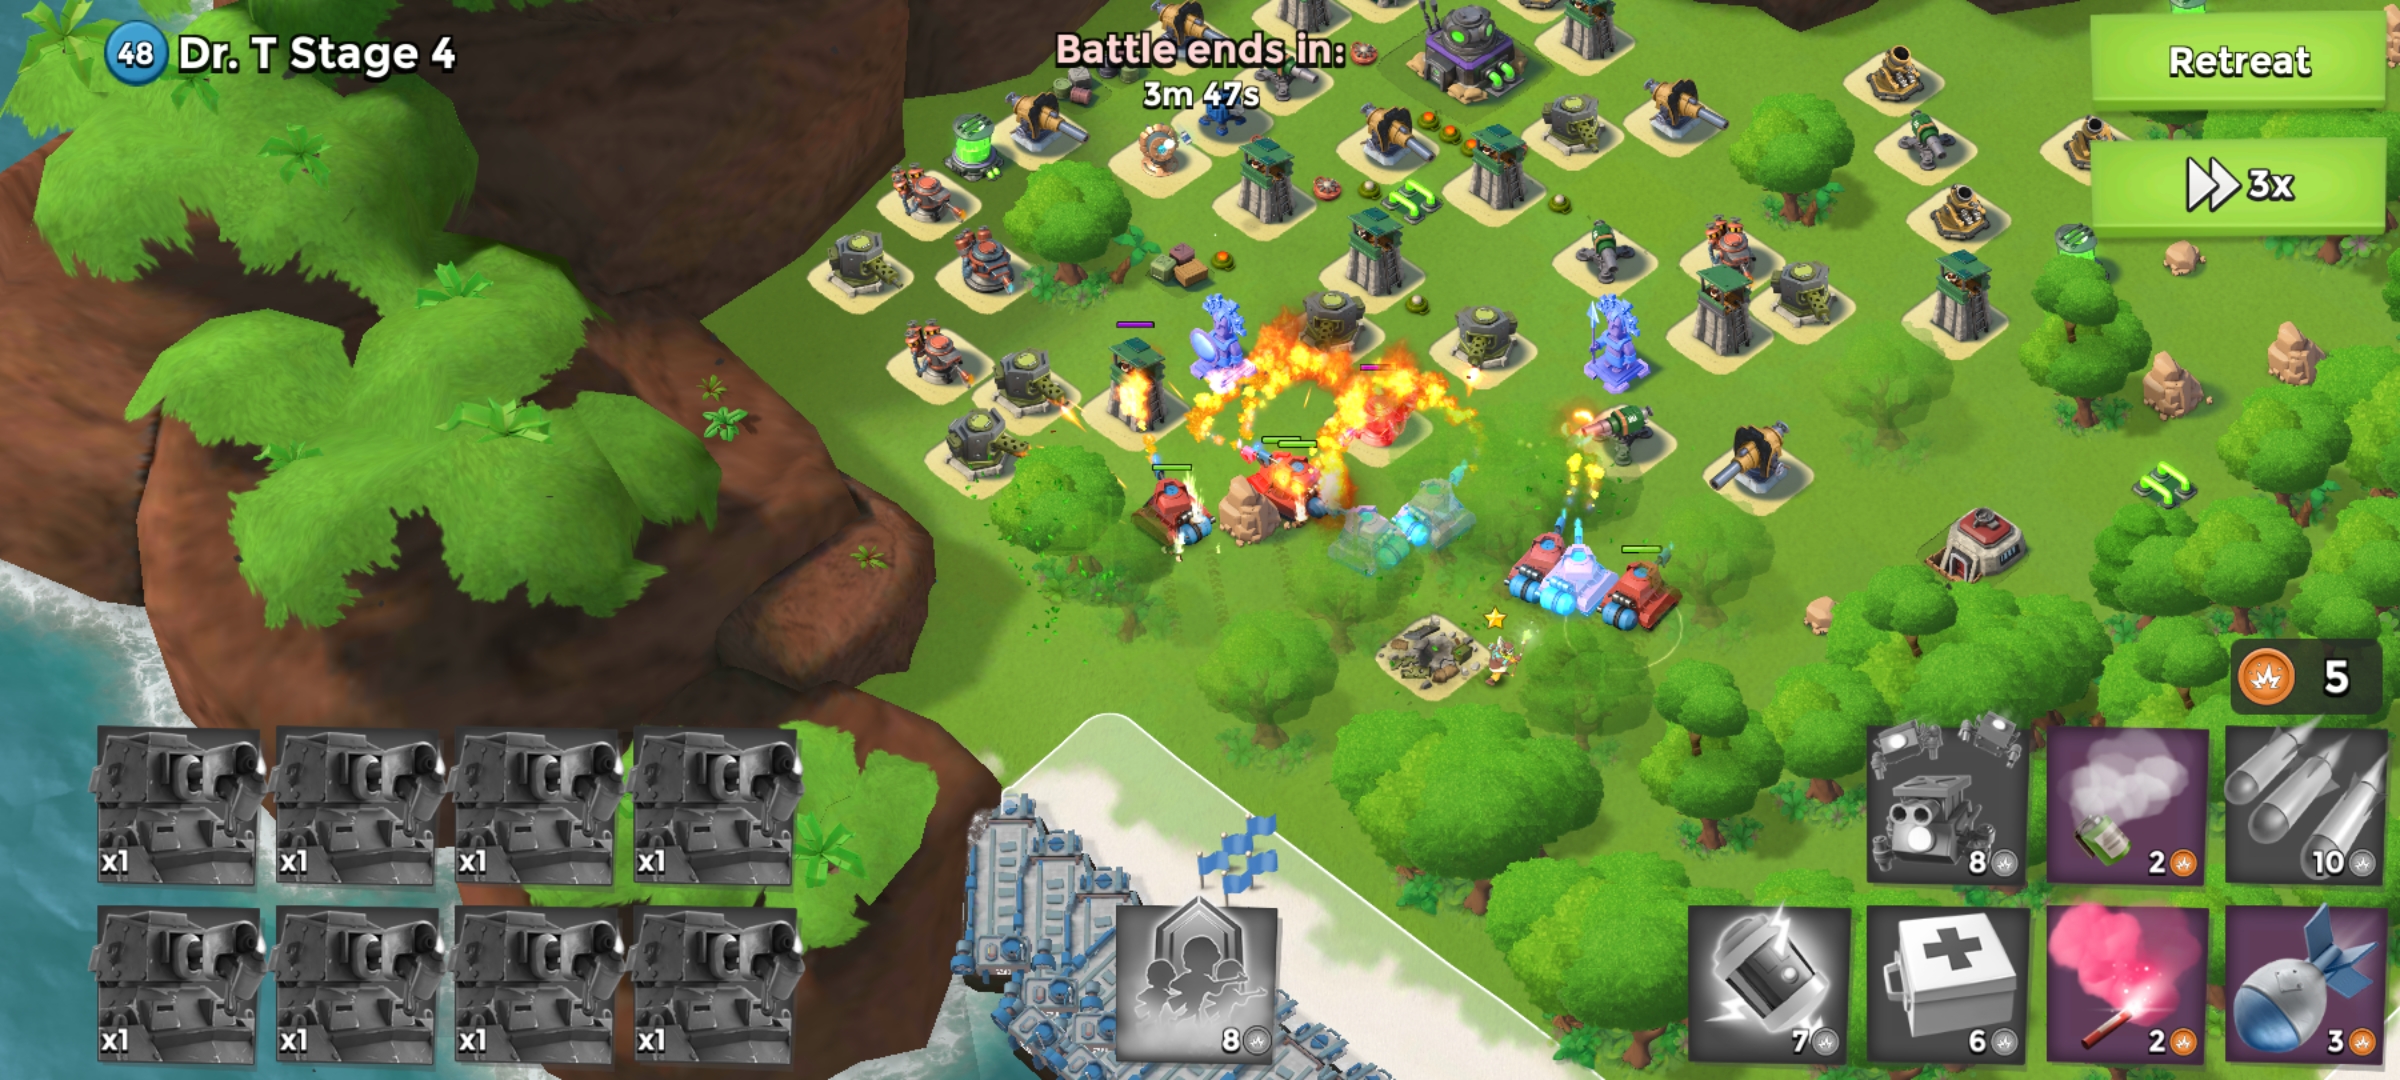 48 Dr. T Stage 4
Battle ends in:
3m 47s
Retreat
3x
5
x1 x1 x1 x1
8 2 10
x1 x1 x1 x1
8 7 6 2 3